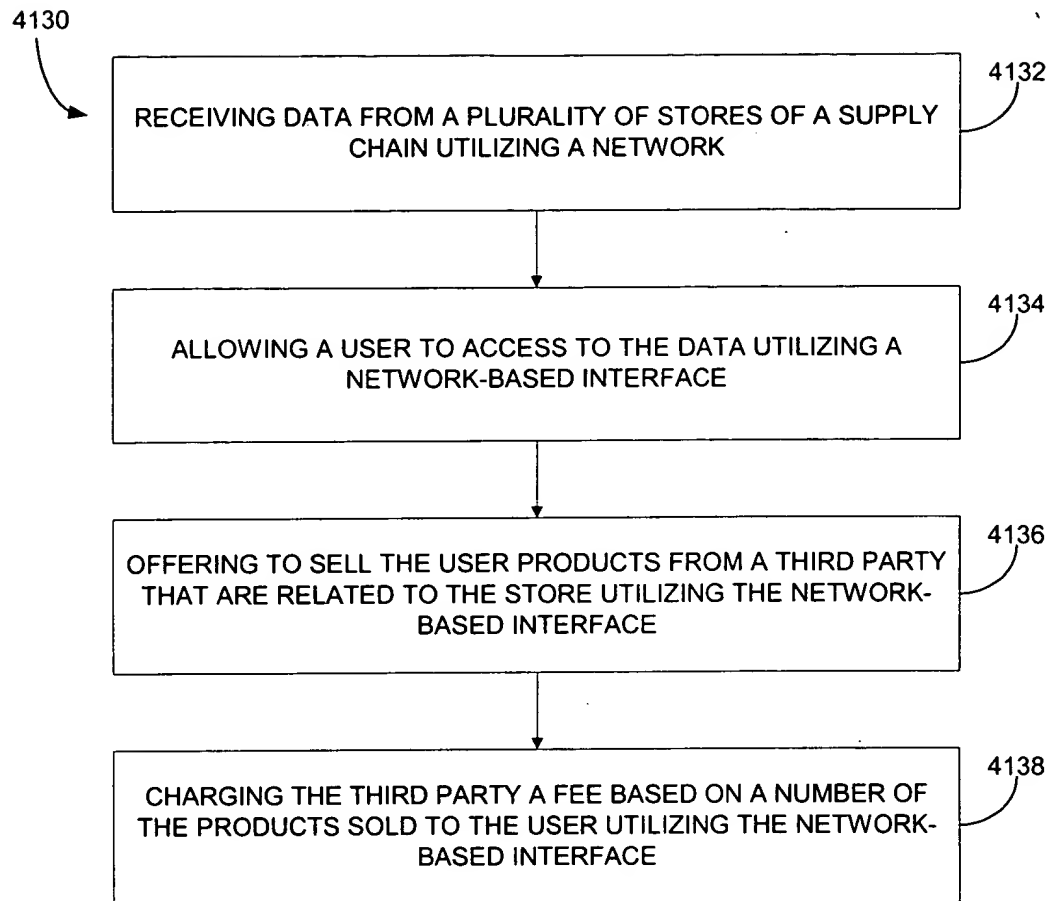 4130
4132
RECEIVING DATA FROM A PLURALITY OF STORES OF A SUPPLY
CHAIN UTILIZING A NETWORK
4134
ALLOWING A USER TO ACCESS TO THE DATA UTILIZING A
NETWORK-BASED INTERFACE
4136
OFFERING TO SELL THE USER PRODUCTS FROM A THIRD PARTY
THAT ARE RELATED TO THE STORE UTILIZING THE NETWORK-
BASED INTERFACE
4138
CHARGING THE THIRD PARTY A FEE BASED ON A NUMBER OF
THE PRODUCTS SOLD TO THE USER UTILIZING THE NETWORK-
BASED INTERFACE